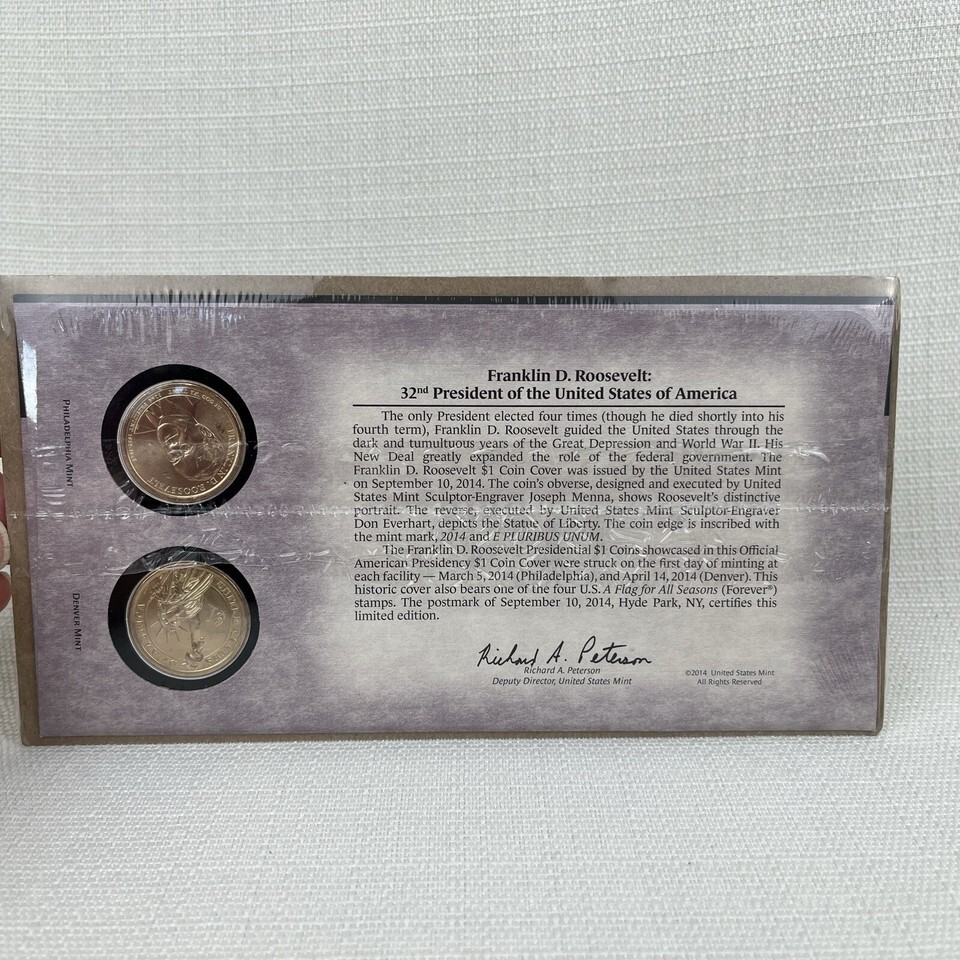 Franklin D. Roosevelt:
32nd President of the United States of America
The only President elected four times (though he died shortly into his
fourth term), Franklin D. Roosevelt guided the United States through the
dark and tumultuous years of the Great Depression and World War II. His
New Deal greatly expanded the role of the federal government. The
Franklin D. Roosevelt $1 Coin Cover was issued by the United States Mint
on September 10, 2014. The coin's obverse, designed and executed by United
States Mint Sculptor-Engraver Joseph Menna, shows Roosevelt's distinctive
portrait. The reverse, executed by United States Mint Sculptor-Engraver
Don Everhart, depicts the Statue of Liberty. The coin edge is inscribed with
the mint mark, 2014 and E PLURIBUS UNUM.
The Franklin D. Roosevelt Presidential $1 Coins showcased in this Official
American Presidency $1 Coin Cover were struck on the first day of minting at
each facility — March 5, 2014 (Philadelphia), and April 14, 2014 (Denver). This
historic cover also bears one of the four U.S. A Flag for All Seasons (Forever®)
stamps. The postmark of September 10, 2014, Hyde Park, NY, certifies this
limited edition.
Richard A. Peterson
Richard A. Peterson
Deputy Director, United States Mint
©2014 United States Mint
All Rights Reserved
PHILADELPHIA MINT
DENVER MINT
ROOSEVELT